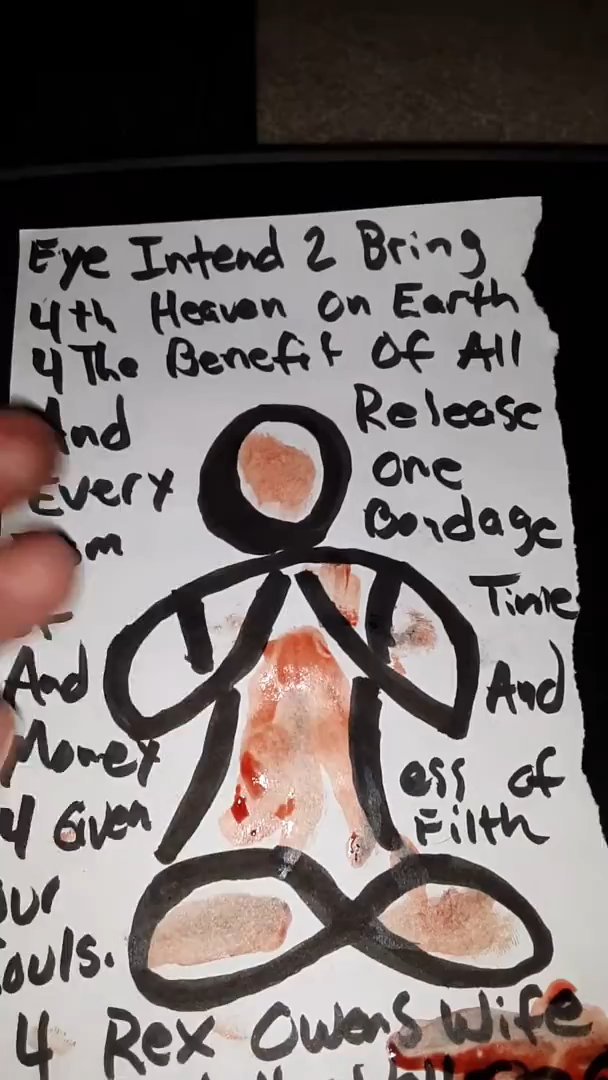 Eye Intend 2 Bring
4th Heaven on Earth
4 The Benefit Of All
And Release
Every one
Bondage
Time
And And
Money ess of
4 Given Filth
ouls.
4 Rex Owens Wife